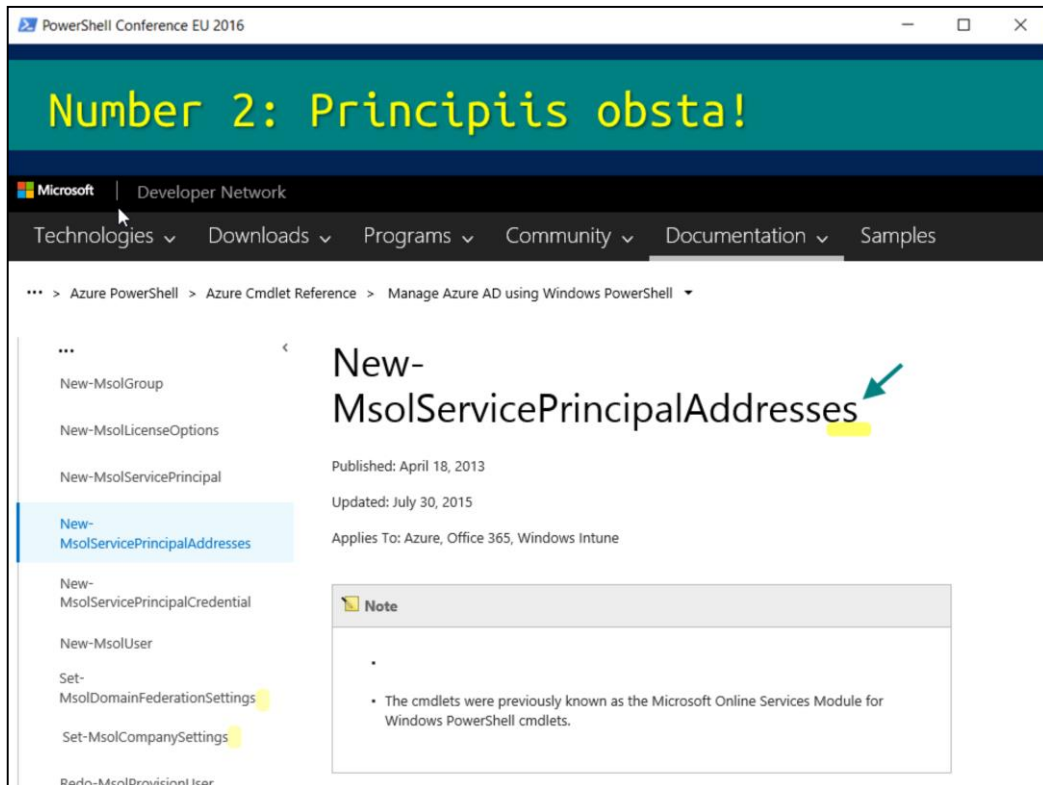 PowerShell Conference EU 2016
Number 2: Principiis obsta!
Microsoft | Developer Network
Technologies Downloads Programs Community Documentation Samples
··· > Azure PowerShell > Azure Cmdlet Reference > Manage Azure AD using Windows PowerShell
···
New-MsolGroup
New-MsolLicenseOptions
New-MsolServicePrincipal
New-
MsolServicePrincipalAddresses
New-
MsolServicePrincipalCredential
New-MsolUser
Set-
MsolDomainFederationSettings
Set-MsolCompanySettings
Redo-MsolProvisionUser
New-
MsolServicePrincipalAddresses
Published: April 18, 2013
Updated: July 30, 2015
Applies To: Azure, Office 365, Windows Intune
Note
•
• The cmdlets were previously known as the Microsoft Online Services Module for
Windows PowerShell cmdlets.